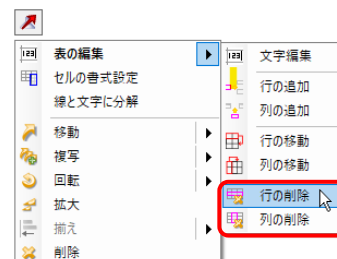 表の編集
セルの書式設定
線と文字に分解
移動
複写
回転
拡大
揃え
削除
文字編集
行の追加
列の追加
行の移動
列の移動
行の削除
列の削除